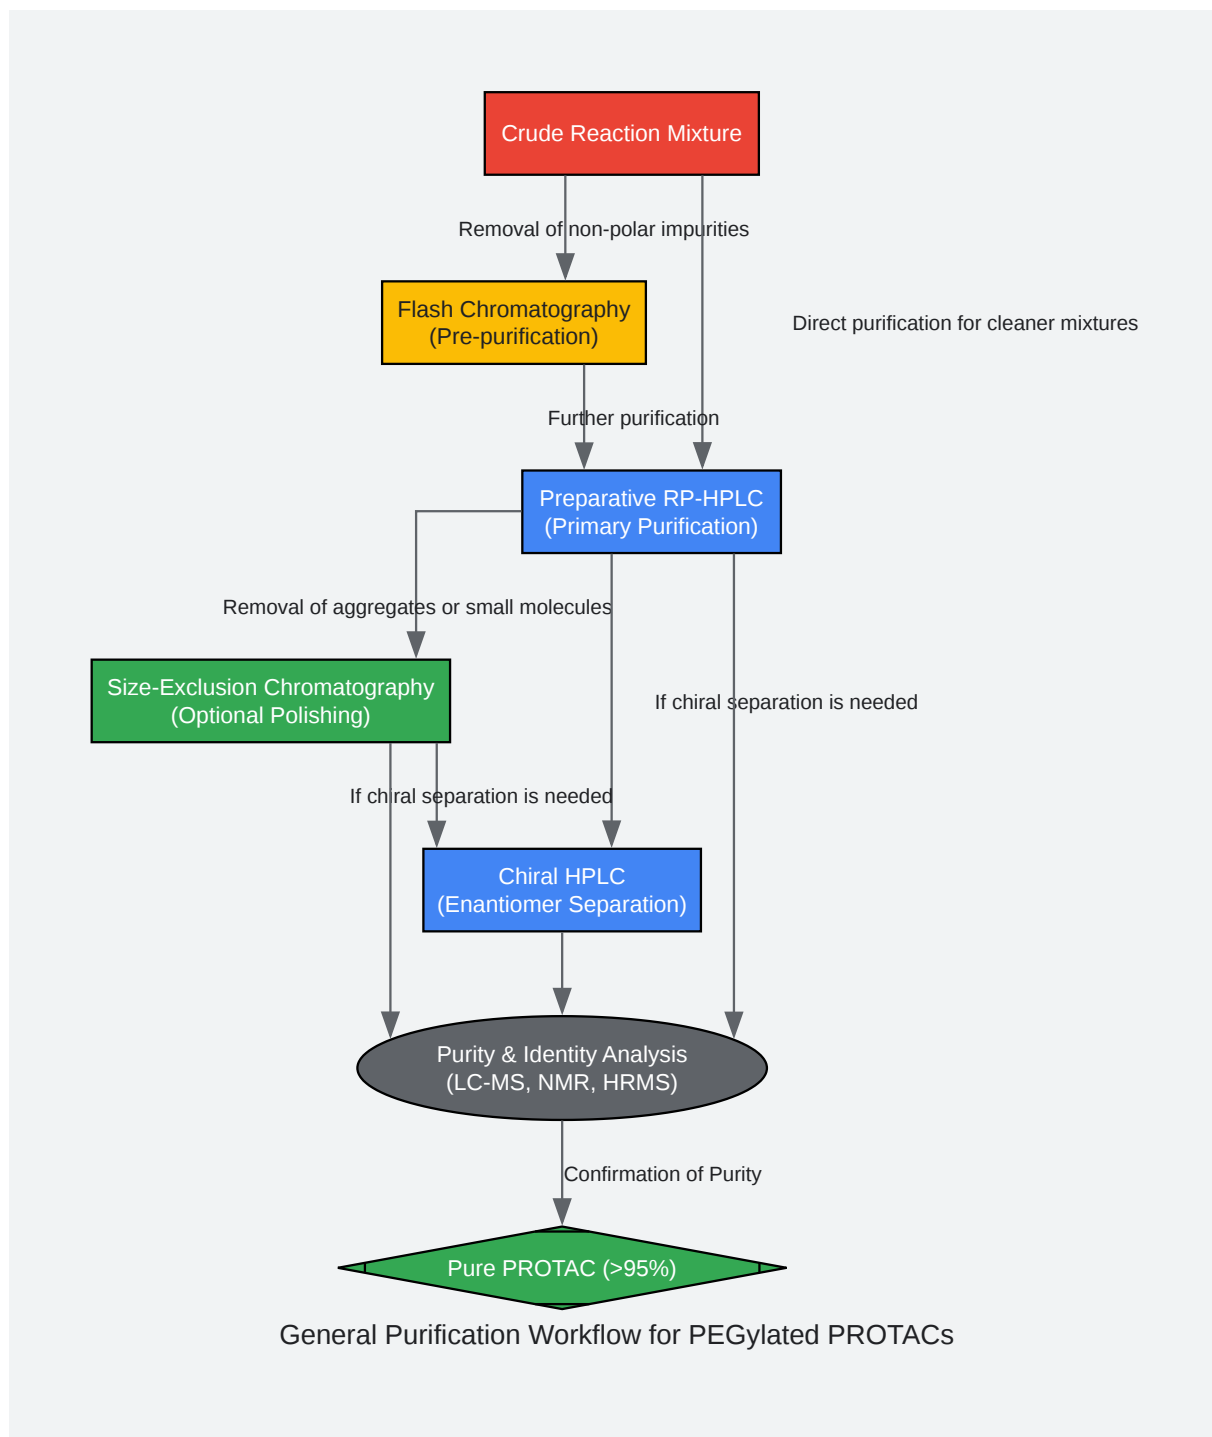 Crude Reaction Mixture
Removal of non-polar impurities
Flash Chromatography
(Pre-purification)
Direct purification for cleaner mixtures
Further purification
Preparative RP-HPLC
(Primary Purification)
Removal of aggregates or small molecules
Size-Exclusion Chromatography
(Optional Polishing)
If chiral separation is needed
If chiral separation is needed
Chiral HPLC
(Enantiomer Separation)
Purity & Identity Analysis
(LC-MS, NMR, HRMS)
Confirmation of Purity
Pure PROTAC (>95%)
General Purification Workflow for PEGylated PROTACs